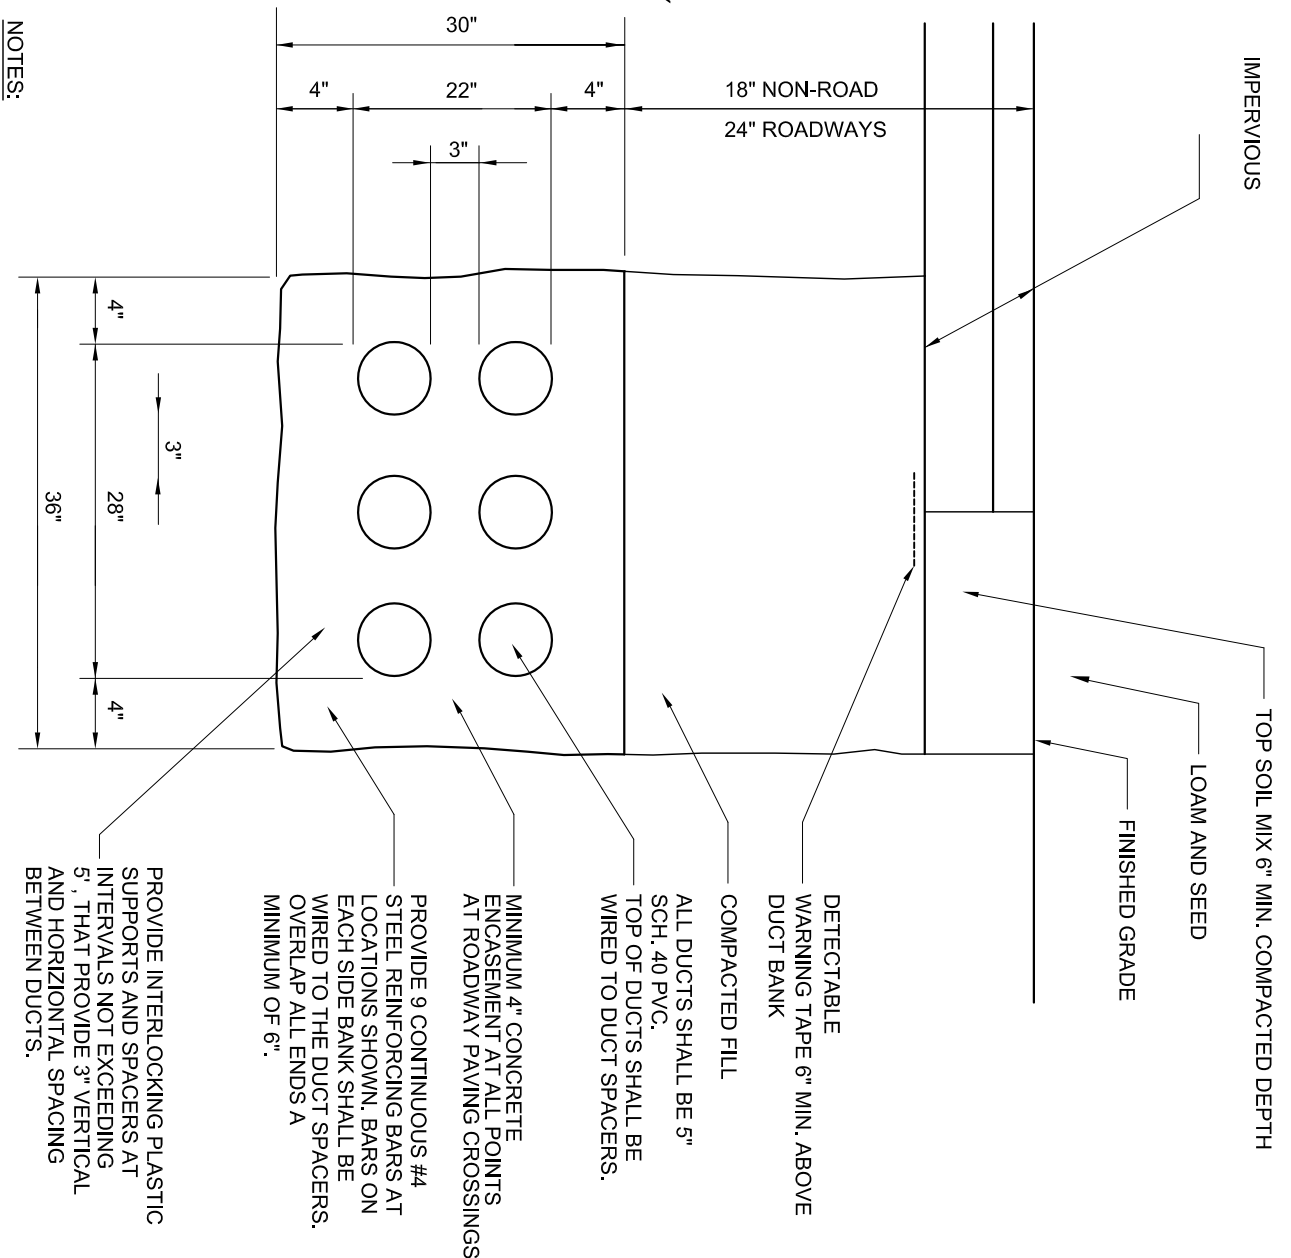 IMPERVIOUS
TOP SOIL MIX 6" MIN. COMPACTED DEPTH
LOAM AND SEED
FINISHED GRADE
DETECTABLE
WARNING TAPE 6" MIN. ABOVE
DUCT BANK
COMPACTED FILL
ALL DUCTS SHALL BE 5"
SCH. 40 PVC.
TOP OF DUCTS SHALL BE
WIRED TO DUCT SPACERS.
MINIMUM 4" CONCRETE
ENCASEMENT AT ALL POINTS
AT ROADWAY PAVING CROSSINGS
PROVIDE 9 CONTINUOUS #4
STEEL REINFORCING BARS AT
LOCATIONS SHOWN. BARS ON
EACH SIDE BANK SHALL BE
WIRED TO THE DUCT SPACERS.
OVERLAP ALL ENDS A
MINIMUM OF 6".
PROVIDE INTERLOCKING PLASTIC
SUPPORTS AND SPACERS AT
INTERVALS NOT EXCEEDING
5', THAT PROVIDE 3" VERTICAL
AND HORIZIONTAL SPACING
BETWEEN DUCTS.
18" NON-ROAD
24" ROADWAYS
30"
4"
22"
4"
3"
4"
3"
28"
4"
36"
NOTES: